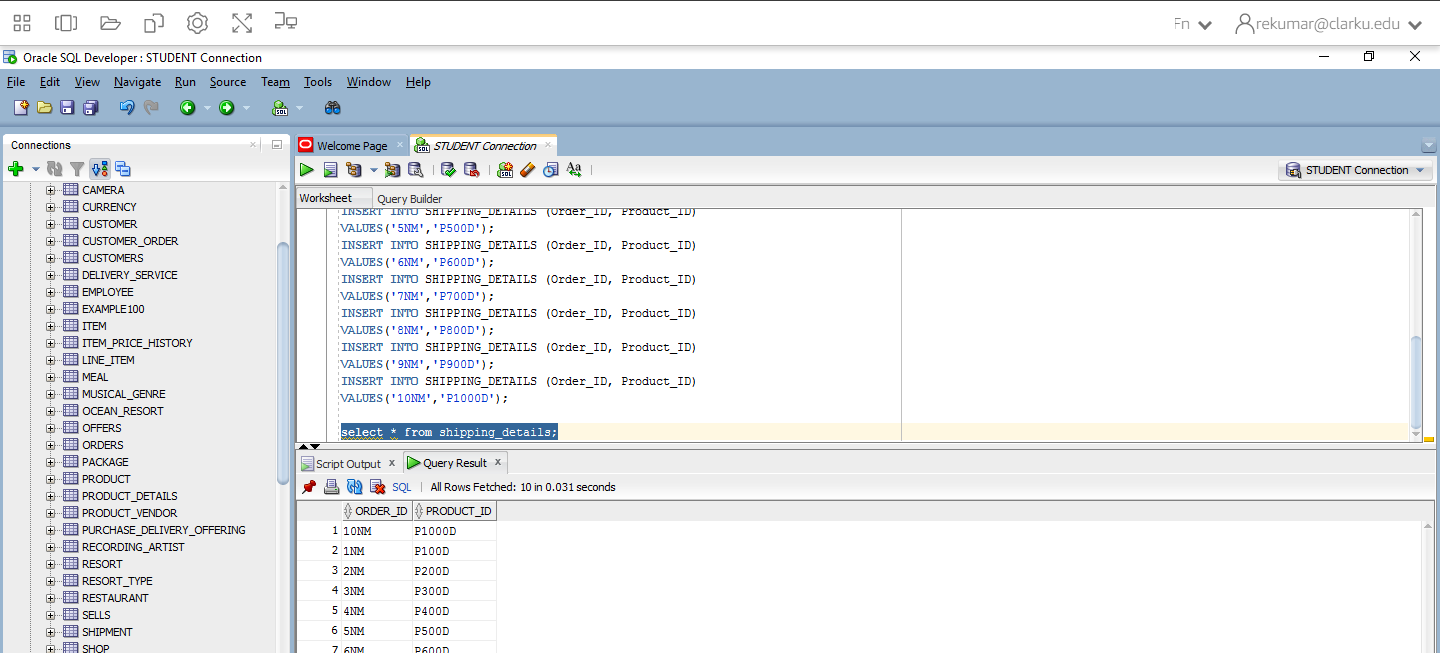 Fn
rekumar@clarku.edu
Oracle SQL Developer : STUDENT Connection
File Edit View Navigate Run Source Team Tools Window Help
Connections
CAMERA
CURRENCY
CUSTOMER
CUSTOMER_ORDER
CUSTOMERS
DELIVERY_SERVICE
EMPLOYEE
EXAMPLE100
ITEM
ITEM_PRICE_HISTORY
LINE_ITEM
MEAL
MUSICAL_GENRE
OCEAN_RESORT
OFFERS
ORDERS
PACKAGE
PRODUCT
PRODUCT_DETAILS
PRODUCT_VENDOR
PURCHASE_DELIVERY_OFFERING
RECORDING_ARTIST
RESORT
RESORT_TYPE
RESTAURANT
SELLS
SHIPMENT
SHOP
Welcome Page
STUDENT Connection
STUDENT Connection
Worksheet Query Builder
INSERT INTO SHIPPING_DETAILS (Order_ID, Product_ID)
VALUES('5NM','P500D');
INSERT INTO SHIPPING_DETAILS (Order_ID, Product_ID)
VALUES('6NM','P600D');
INSERT INTO SHIPPING_DETAILS (Order_ID, Product_ID)
VALUES('7NM','P700D');
INSERT INTO SHIPPING_DETAILS (Order_ID, Product_ID)
VALUES('8NM','P800D');
INSERT INTO SHIPPING_DETAILS (Order_ID, Product_ID)
VALUES('9NM','P900D');
INSERT INTO SHIPPING_DETAILS (Order_ID, Product_ID)
VALUES('10NM','P1000D');
select * from shipping_details;
Script Output x Query Result x
SQL | All Rows Fetched: 10 in 0.031 seconds
ORDER_ID PRODUCT_ID
1 10NM P1000D
2 1NM P100D
3 2NM P200D
4 3NM P300D
5 4NM P400D
6 5NM P500D
7 6NM P600D